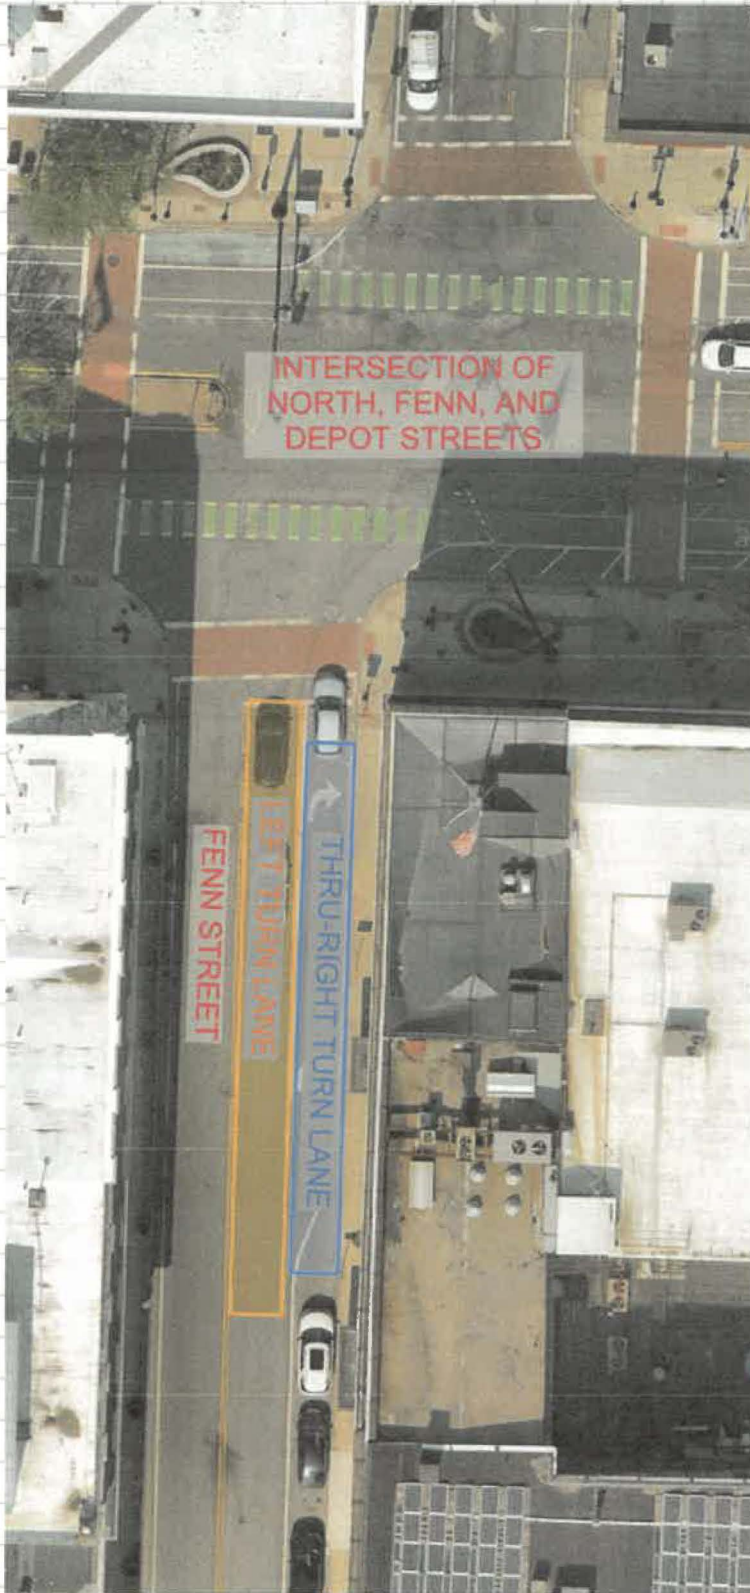 INTERSECTION OF
NORTH, FENN, AND
DEPOT STREETS
FENN STREET
LEFT TURN LANE
THRU-RIGHT TURN LANE